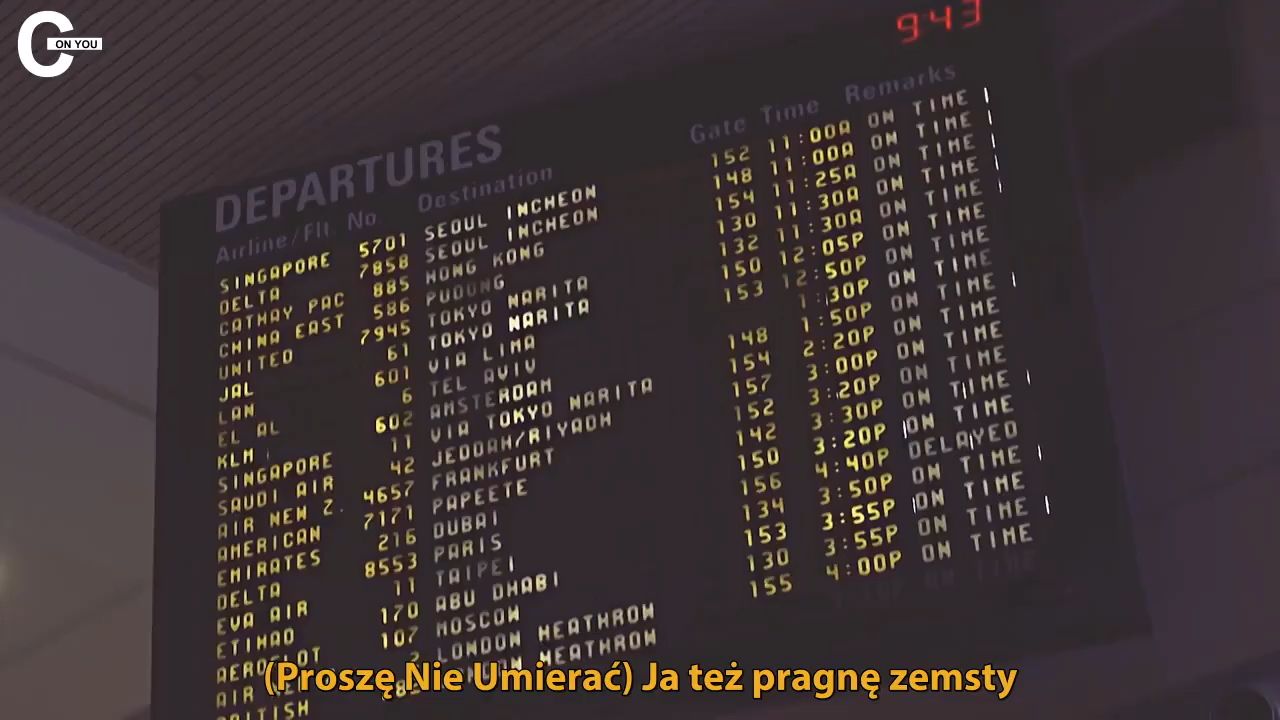 C ON YOU
9:43
DEPARTURES
Airline/Flt No. Destination Gate Time Remarks
SINGAPORE 5701 SEOUL INCHEON 152 11:00A ON TIME
DELTA 7858 SEOUL INCHEON 148 11:00A ON TIME
CATHAY PAC 885 HONG KONG 154 11:25A ON TIME
CHINA EAST 586 PUDONG 130 11:30A ON TIME
UNITED 7945 TOKYO NARITA 132 11:30A ON TIME
JAL 61 TOKYO NARITA 150 12:05P ON TIME
LAN 601 VIA LIMA 153 12:50P ON TIME
EL AL 6 TEL AVIV 1:30P ON TIME
KLM 602 AMSTERDAM 148 1:50P ON TIME
SINGAPORE 11 VIA TOKYO NARITA 154 2:20P ON TIME
SAUDI AIR 42 JEDDAH/RIYADH 157 3:00P ON TIME
AIR NEW Z. 4657 FRANKFURT 152 3:20P ON TIME
AMERICAN 7171 PAPEETE 142 3:30P ON TIME
EMIRATES 216 DUBAI 150 3:20P ON TIME
DELTA 8553 PARIS 156 4:40P DELAYED
EVA AIR 11 TAIPEI 134 3:50P ON TIME
ETIHAD 170 ABU DHABI 153 3:55P ON TIME
AEROFLOT 107 MOSCOW 130 3:55P ON TIME
AIR NEW 2 LONDON HEATHROW 155 4:00P ON TIME
BRITISH LONDON HEATHROW
(Proszę Nie Umierać) Ja też pragnę zemsty